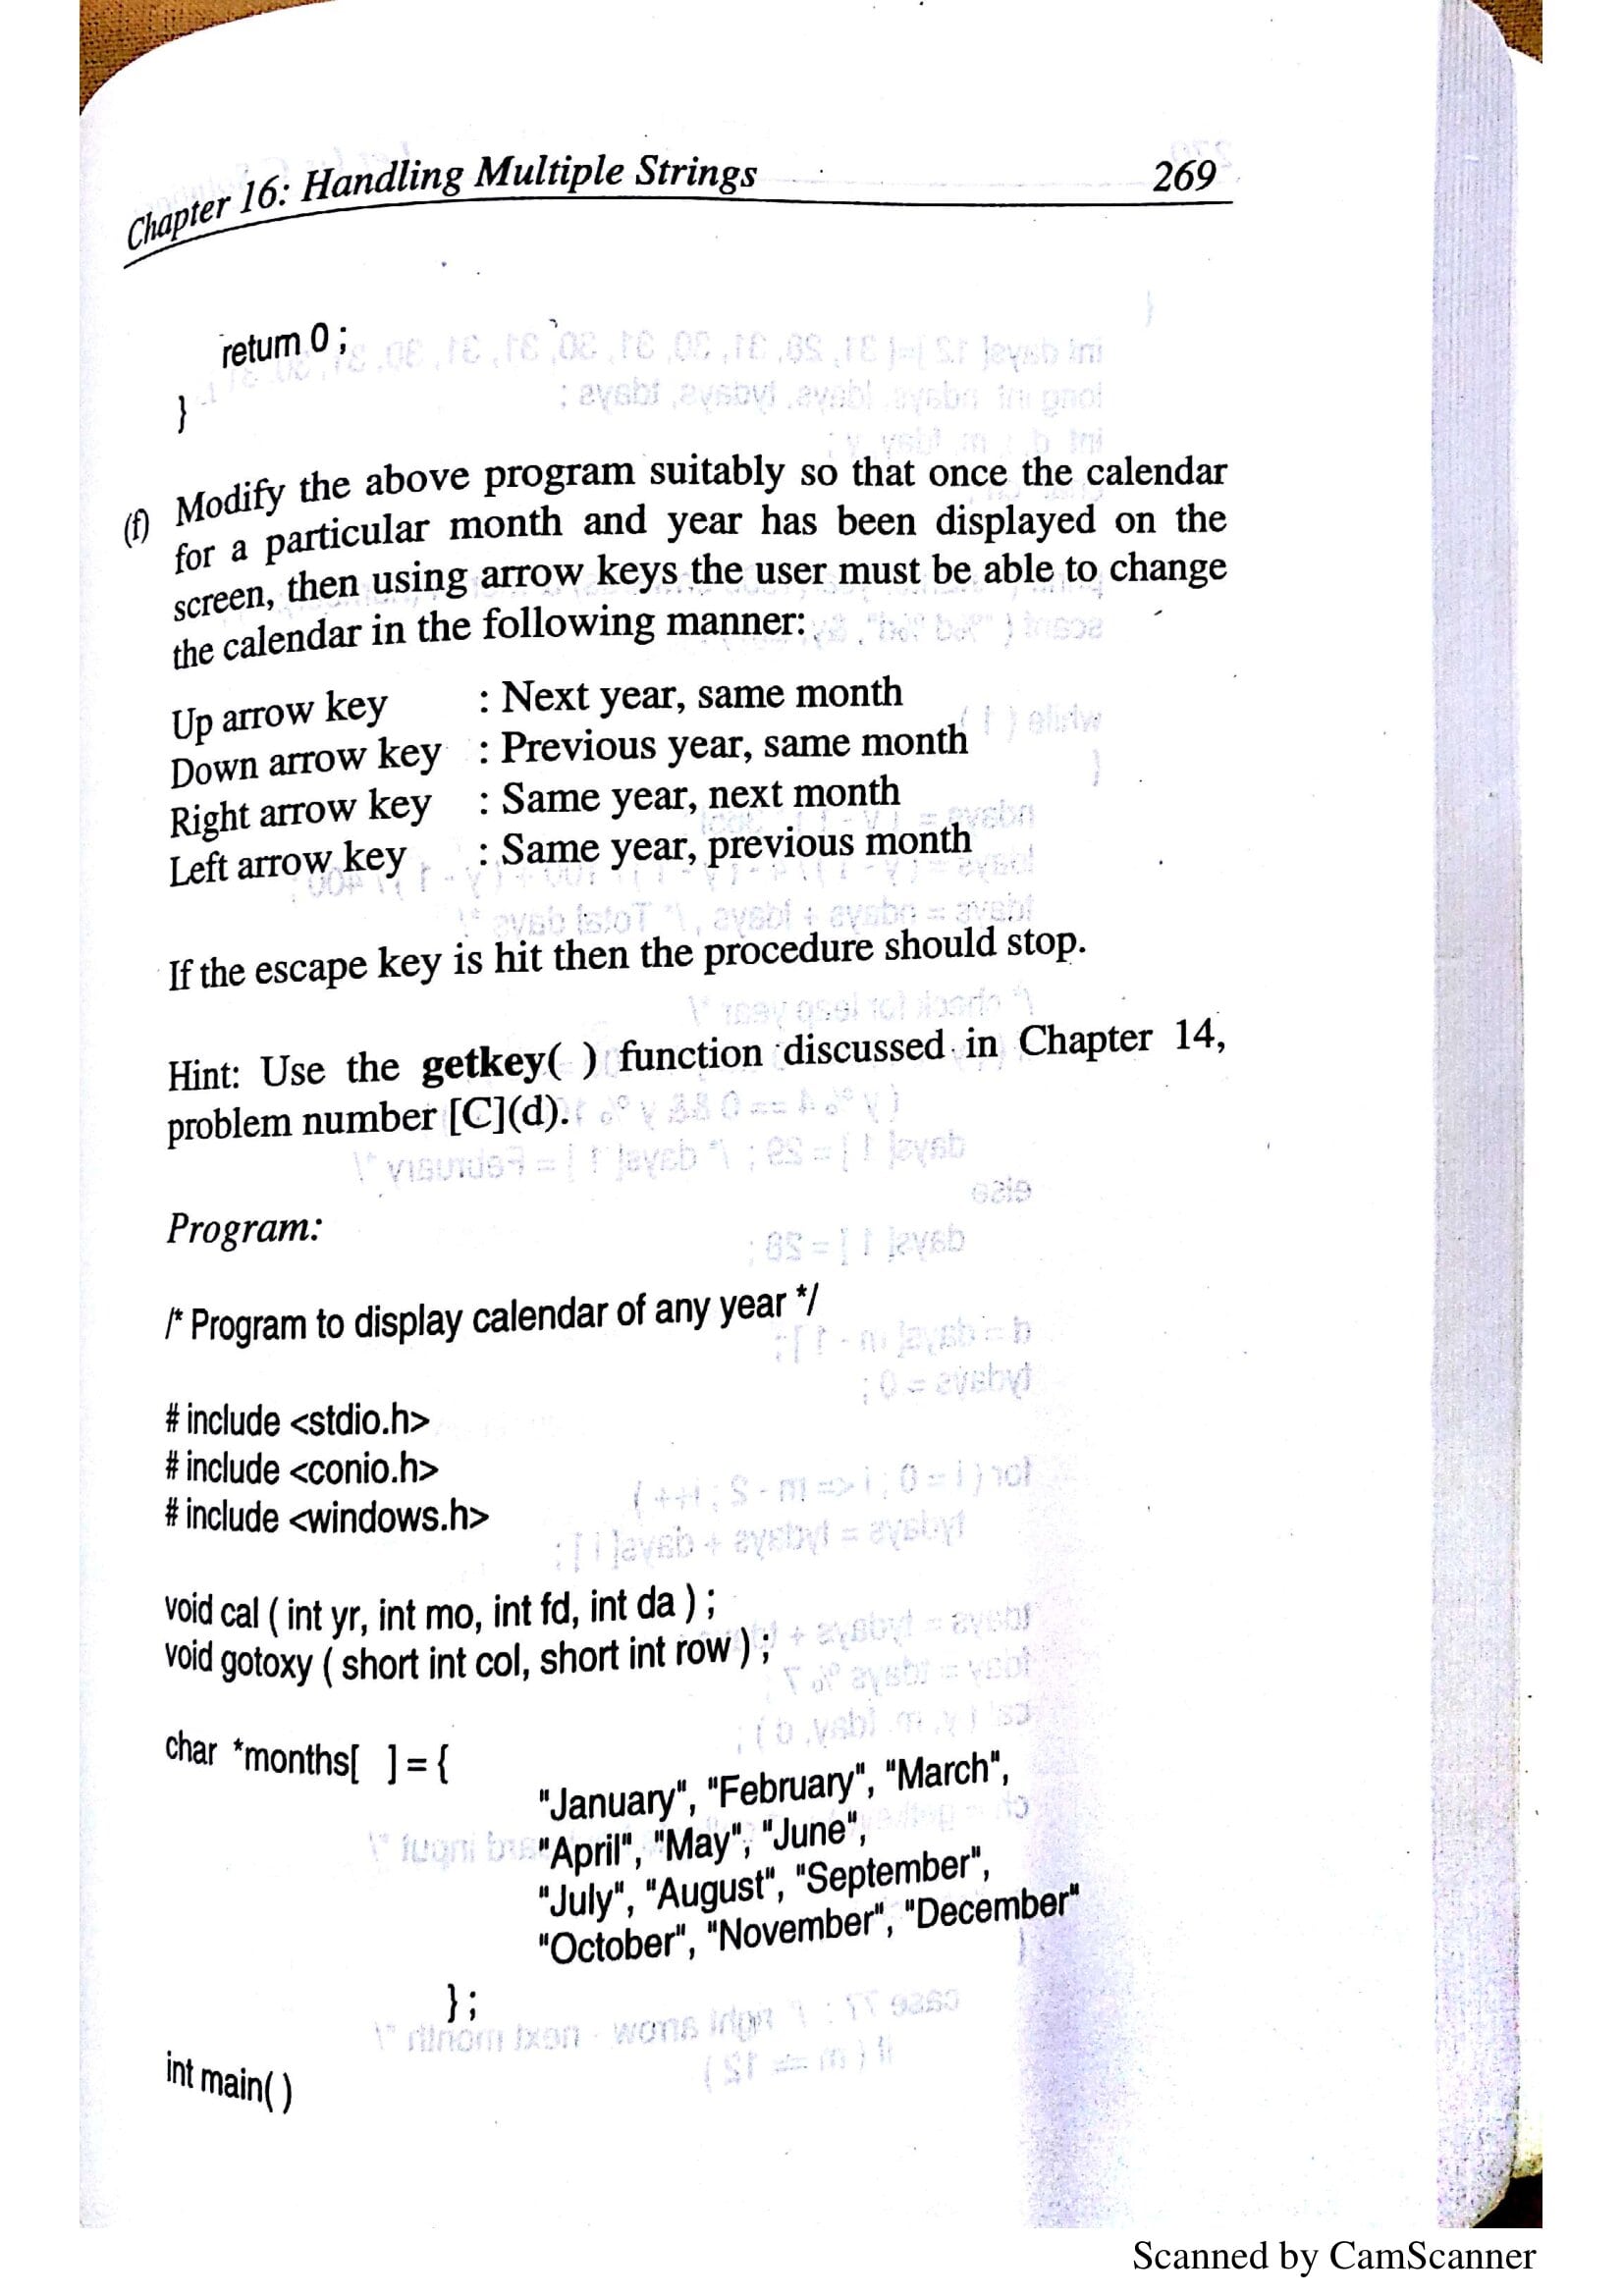 Chapter 16: Handling Multiple Strings 269
return 0 ;
}
(f) Modify the above program suitably so that once the calendar
for a particular month and year has been displayed on the
screen, then using arrow keys the user must be able to change
the calendar in the following manner:
Up arrow key : Next year, same month
Down arrow key : Previous year, same month
Right arrow key : Same year, next month
Left arrow key : Same year, previous month
If the escape key is hit then the procedure should stop.
Hint: Use the getkey( ) function discussed in Chapter 14,
problem number [C](d).
Program:
/* Program to display calendar of any year */
# include <stdio.h>
# include <conio.h>
# include <windows.h>
void cal ( int yr, int mo, int fd, int da ) ;
void gotoxy ( short int col, short int row ) ;
char *months[ ] = {
"January", "February", "March",
"April", "May", "June",
"July", "August", "September",
"October", "November", "December"
} ;
int main( )
Scanned by CamScanner